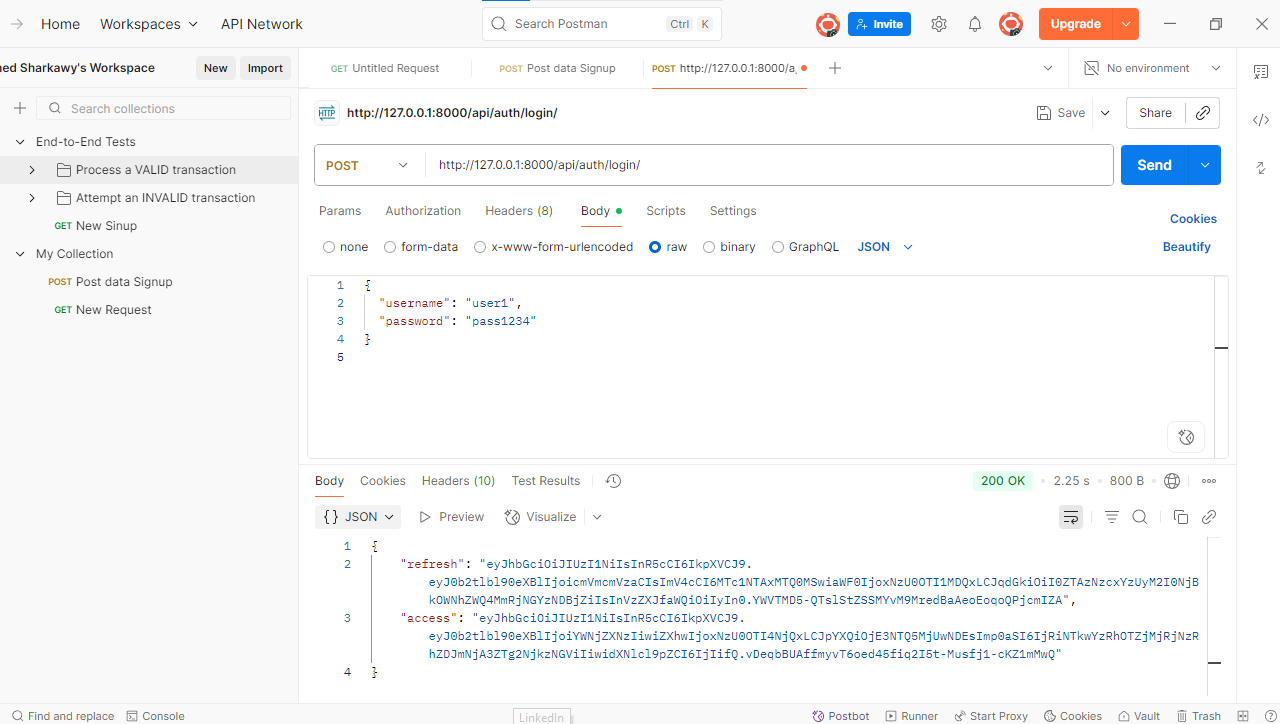 Home Workspaces API Network Search Postman Ctrl K Invite Upgrade
ned Sharkawy's Workspace New Import GET Untitled Request POST Post data Signup POST http://127.0.0.1:8000/a No environment
Search collections
http://127.0.0.1:8000/api/auth/login/ Save Share
End-to-End Tests
Process a VALID transaction
Attempt an INVALID transaction
GET New Sinup
My Collection
POST Post data Signup
GET New Request
POST http://127.0.0.1:8000/api/auth/login/ Send
Params Authorization Headers (8) Body Scripts Settings Cookies
none form-data x-www-form-urlencoded raw binary GraphQL JSON Beautify
1 {
2 "username": "user1",
3 "password": "pass1234"
4 }
5
Body Cookies Headers (10) Test Results 200 OK 2.25 s 800 B
{} JSON Preview Visualize
1 {
2 "refresh": "eyJhbGciOiJIUzI1NiIsInR5cCI6IkpXVCJ9.
3 "access": "eyJhbGciOiJIUzI1NiIsInR5cCI6IkpXVCJ9.
4 }
Find and replace Console LinkedIn Postbot Runner Start Proxy Cookies Vault Trash